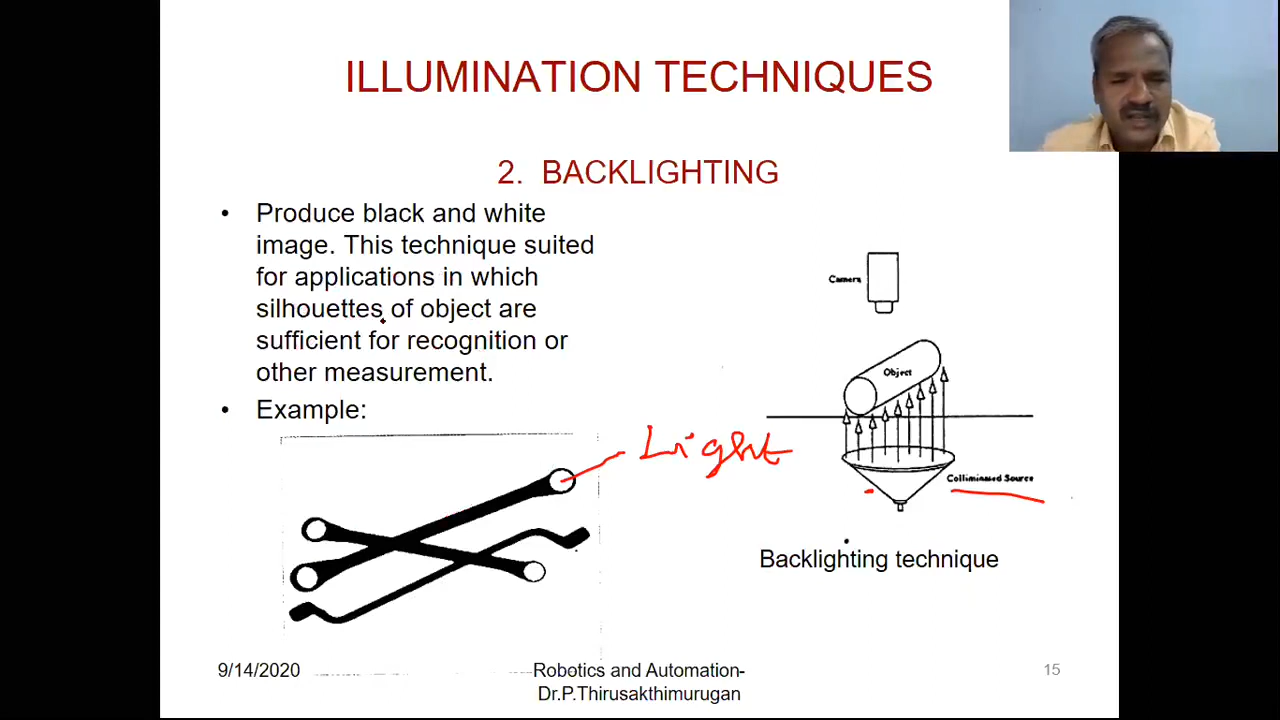 ILLUMINATION TECHNIQUES
2. BACKLIGHTING
• Produce black and white
image. This technique suited
for applications in which
silhouettes of object are
sufficient for recognition or
other measurement.
• Example:
Light
Camera
Object
Colliminated Source
Backlighting technique
9/14/2020
Robotics and Automation-
Dr.P.Thirusakthimurugan
15